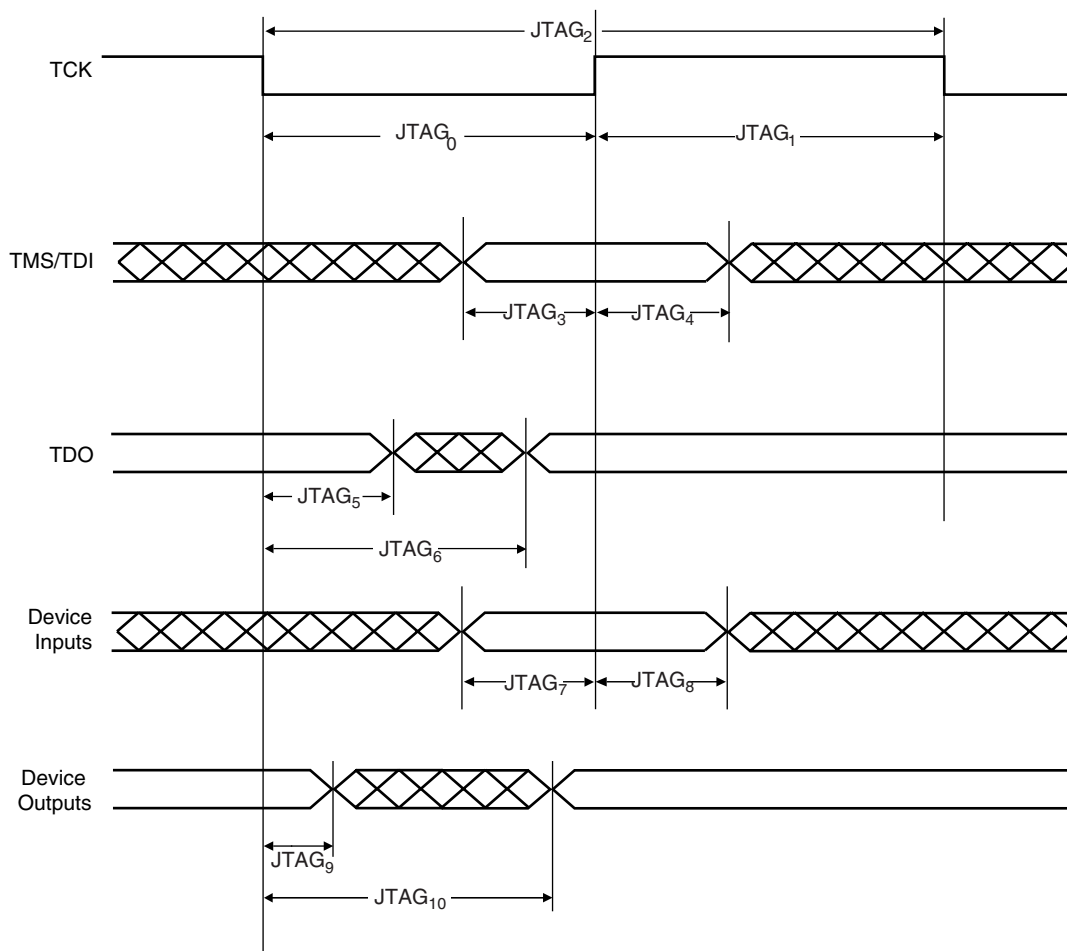 JTAG₂
TCK
JTAG₀
JTAG₁
TMS/TDI
JTAG₃
JTAG₄
TDO
JTAG₅
JTAG₆
Device
Inputs
JTAG₇
JTAG₈
Device
Outputs
JTAG₉
JTAG₁₀